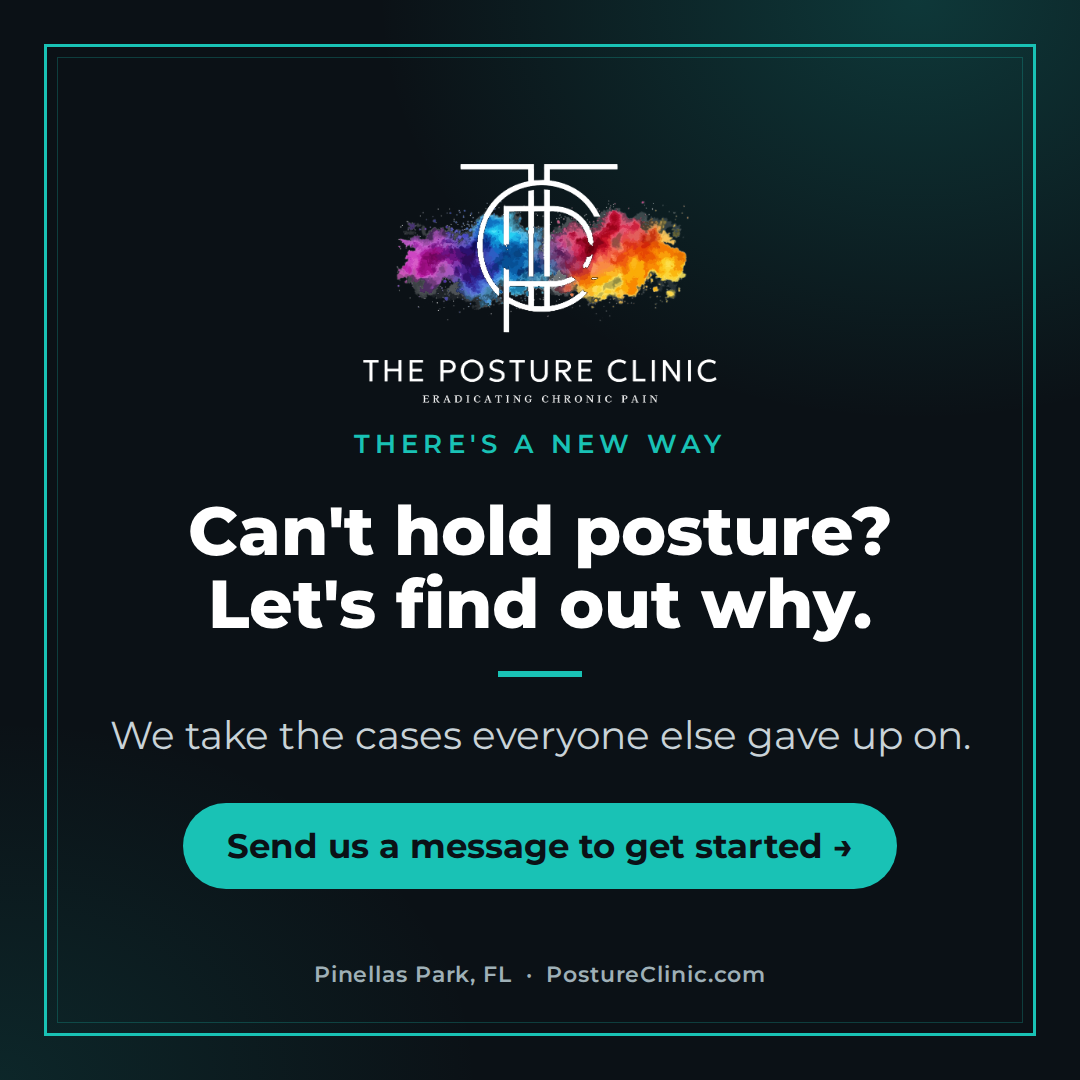 THE POSTURE CLINIC
ERADICATING CHRONIC PAIN
THERE'S A NEW WAY
Can't hold posture?
Let's find out why.
We take the cases everyone else gave up on.
Send us a message to get started →
Pinellas Park, FL · PostureClinic.com